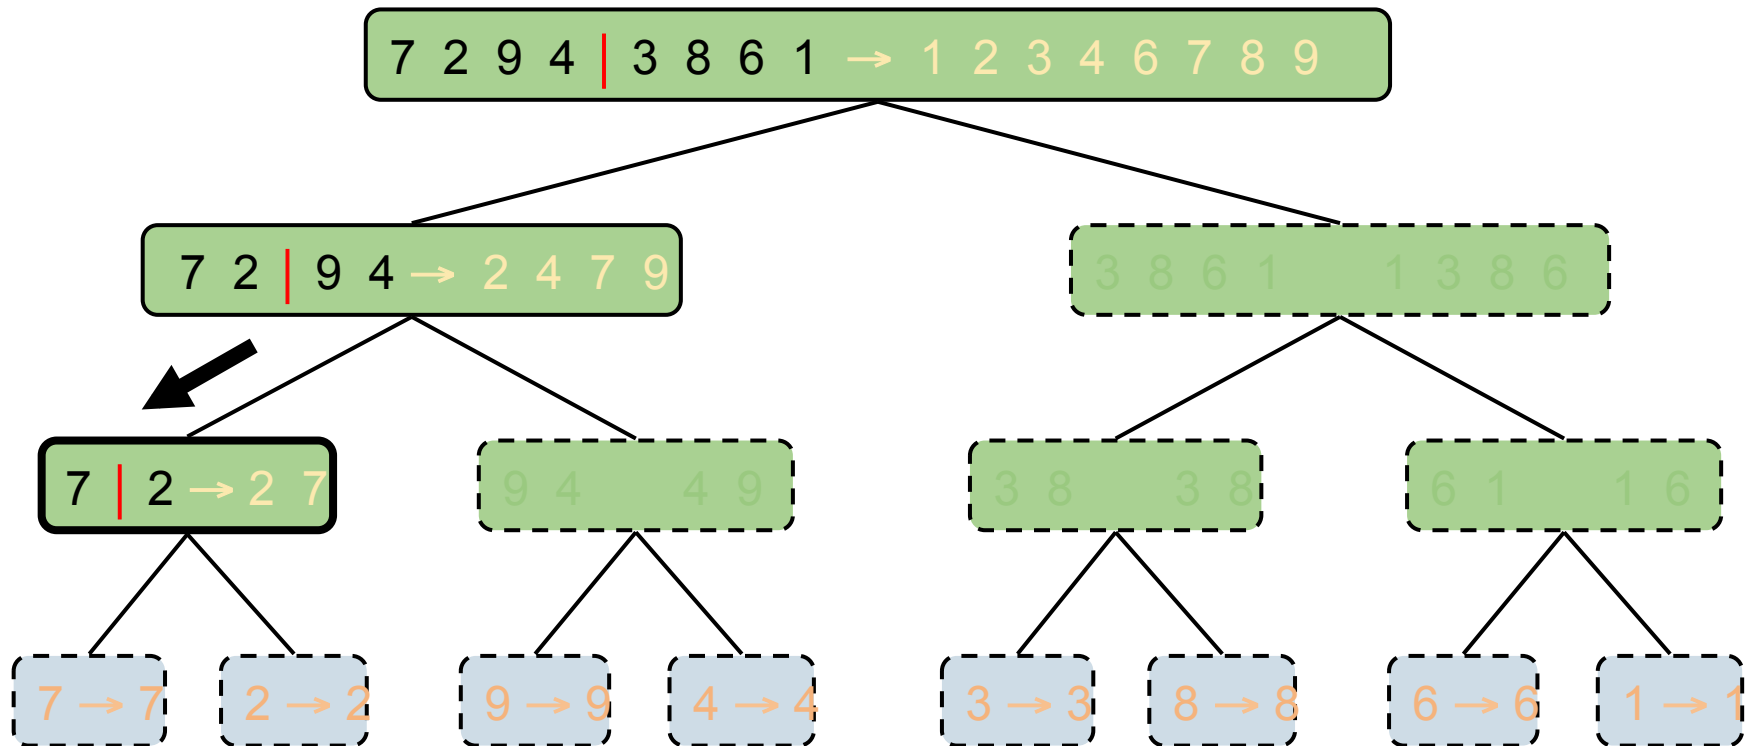 7 2 9 4 | 3 8 6 1 → 1 2 3 4 6 7 8 9
7 2 | 9 4 → 2 4 7 9
3 8 6 1 1 3 8 6
7 | 2 → 2 7
9 4 4 9
3 8 3 8
6 1 1 6
7 → 7
2 → 2
9 → 9
4 → 4
3 → 3
8 → 8
6 → 6
1 → 1